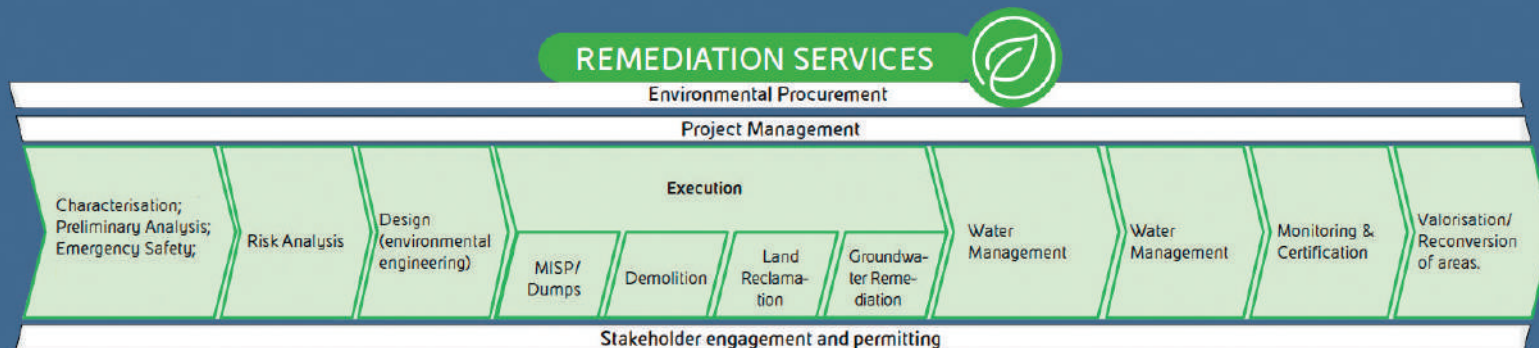 REMEDIATION SERVICES
Environmental Procurement
Project Management
Characterisation;
Preliminary Analysis;
Emergency Safety;
Risk Analysis
Design
(environmental
engineering)
Execution
MISP/
Dumps
Demolition
Land
Reclama-
tion
Groundwa-
ter Reme-
diation
Water
Management
Water
Management
Monitoring &
Certification
Valorisation/
Reconversion
of areas.
Stakeholder engagement and permitting